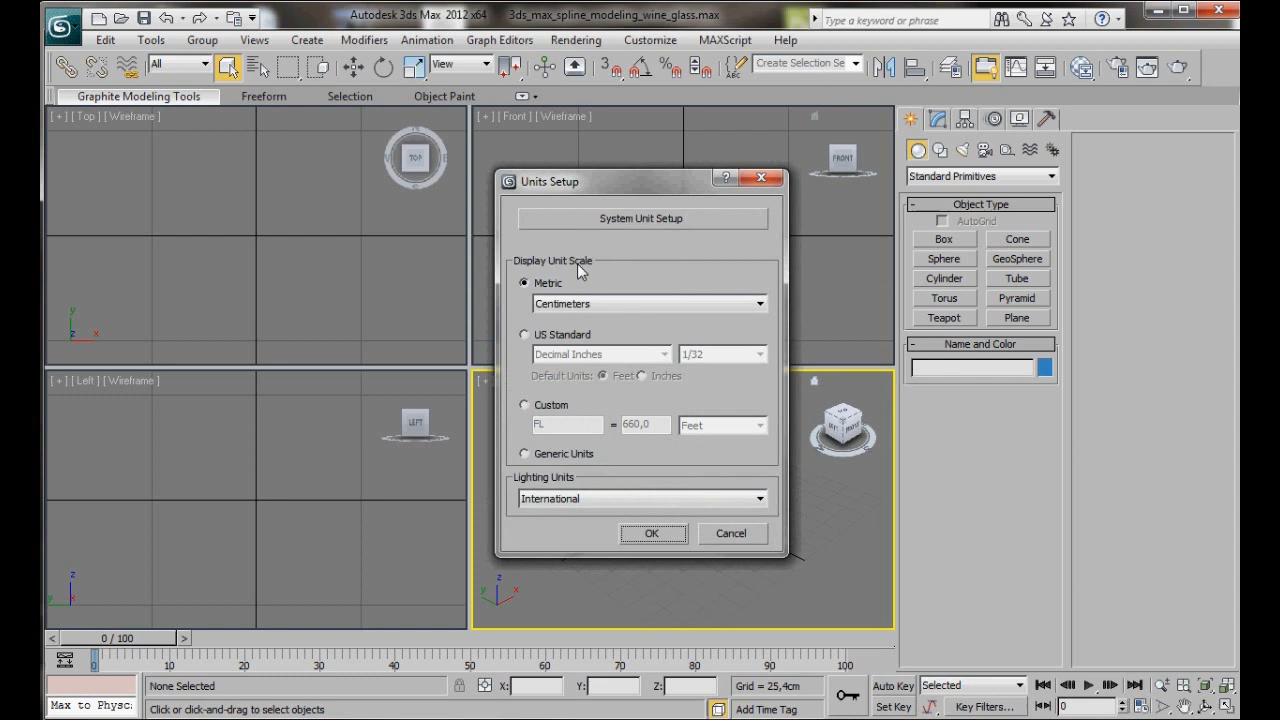 Autodesk 3ds Max 2012 x64 3ds_max_spline_modeling_wine_glass.max Type a keyword or phrase
Edit Tools Group Views Create Modifiers Animation Graph Editors Rendering Customize MAXScript Help
All View 3 Create Selection Se
Graphite Modeling Tools Freeform Selection Object Paint
[ + ] [ Top ] [ Wireframe ]
TOP
[ + ] [ Front ] [ Wireframe ]
FRONT
y
z x
[ + ] [ Left ] [ Wireframe ]
LEFT
z
y x
z
y x
Units Setup
System Unit Setup
Display Unit Scale
Metric
Centimeters
US Standard
Decimal Inches 1/32
Default Units: Feet Inches
Custom
FL = 660,0 Feet
Generic Units
Lighting Units
International
OK Cancel
Standard Primitives
- Object Type
AutoGrid
Box Cone
Sphere GeoSphere
Cylinder Tube
Torus Pyramid
Teapot Plane
- Name and Color
< 0 / 100 >
0 10 20 30 40 50 60 70 80 90 100
None Selected X: Y: Z: Grid = 25,4cm Auto Key Selected
Max to Physc: Click or click-and-drag to select objects Add Time Tag Set Key Key Filters... 0